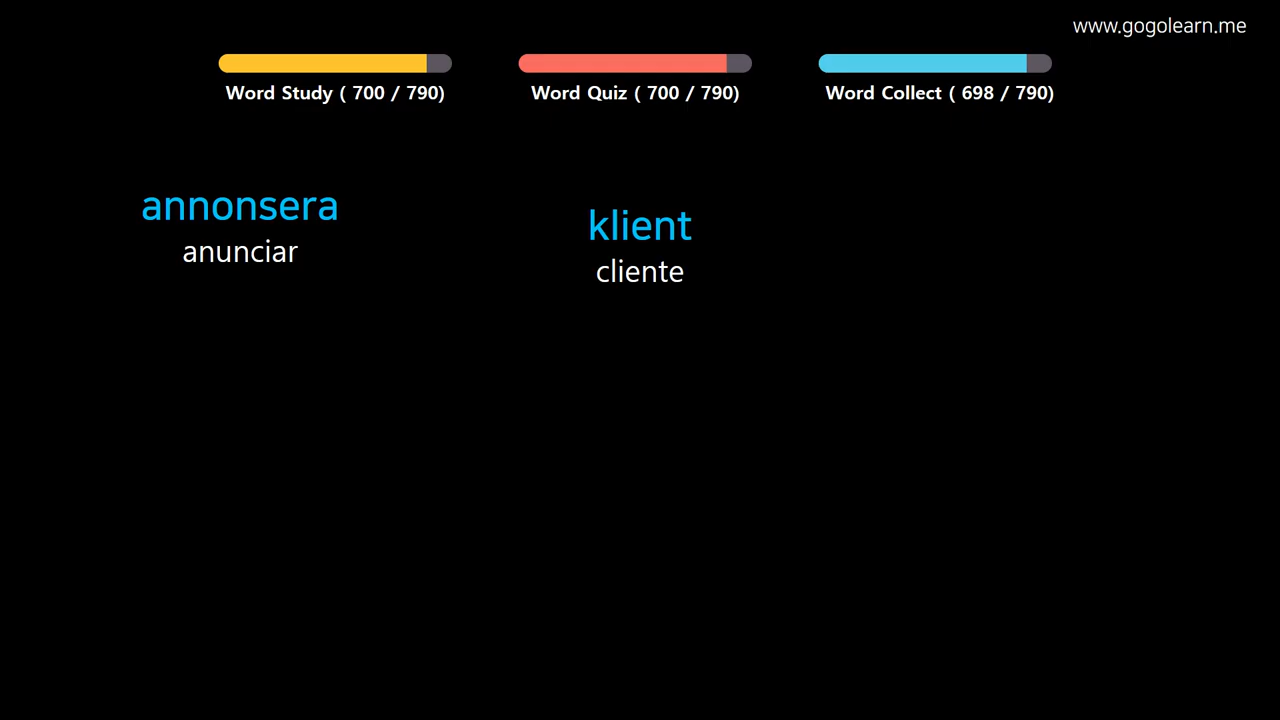 www.gogolearn.me
Word Study ( 700 / 790)
Word Quiz ( 700 / 790)
Word Collect ( 698 / 790)
annonsera
anunciar
klient
cliente